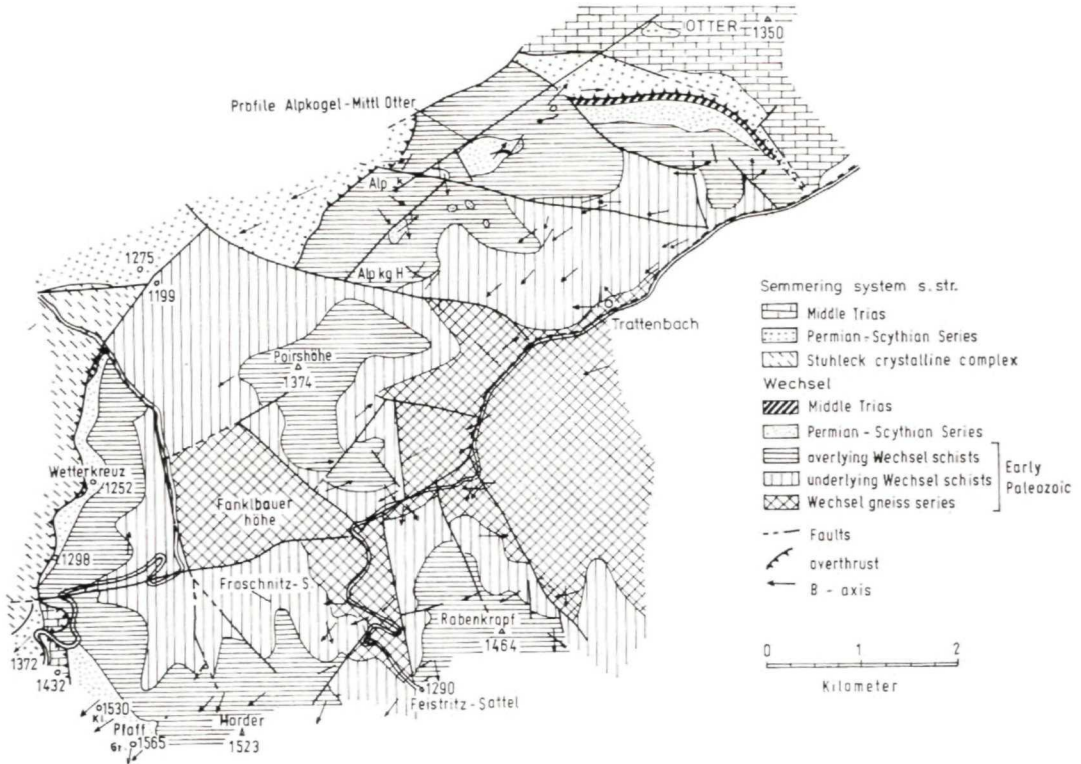 OTTER
1350
Profile Alpkogel-Mittl Otter
Alp k.
Alp kg H
1275
1199
Trattenbach
Poirshöhe
1374
Wetterkreuz
1252
Fanklbauer
höhe
1298
Froschnitz-S.
Rabenkropf
1464
1372
1432
1290
Feistritz-Sattel
1530
Kl.
Pfaff
Gr.
1565
Harder
1523
Semmering system s.str.
Middle Trias
Permian-Scythian Series
Stuhleck crystalline complex
Wechsel
Middle Trias
Permian-Scythian Series
overlying Wechsel schists
underlying Wechsel schists
Wechsel gneiss series
Early
Paleozoic
Faults
overthrust
B - axis
0 1 2
Kilometer